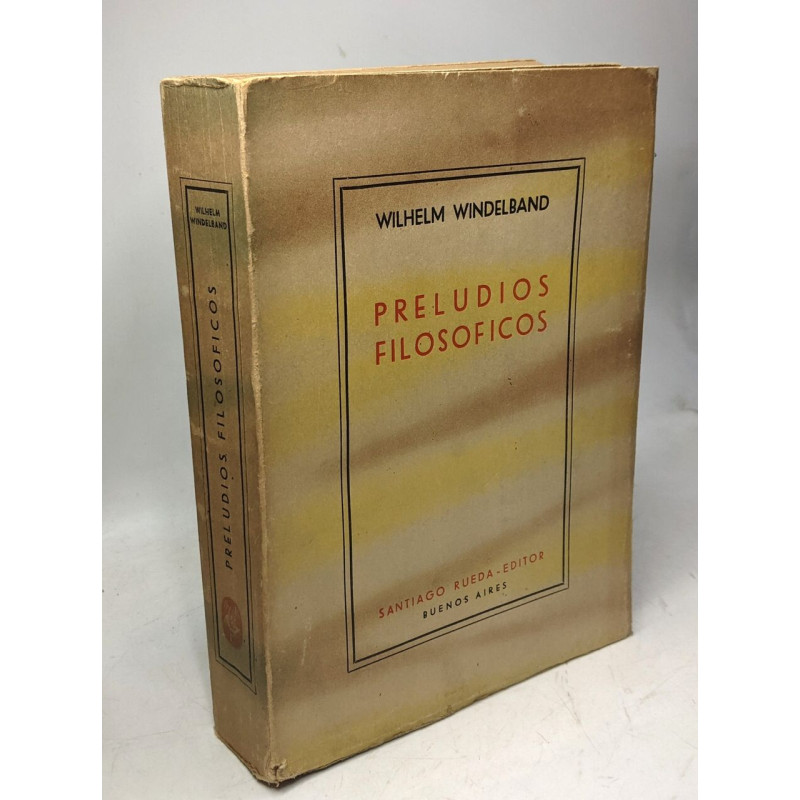 WILHELM
WINDELBAND
PRELUDIOS FILOSOFICOS
WILHELM WINDELBAND
PRELUDIOS
FILOSOFICOS
SANTIAGO RUEDA-EDITOR
BUENOS AIRES